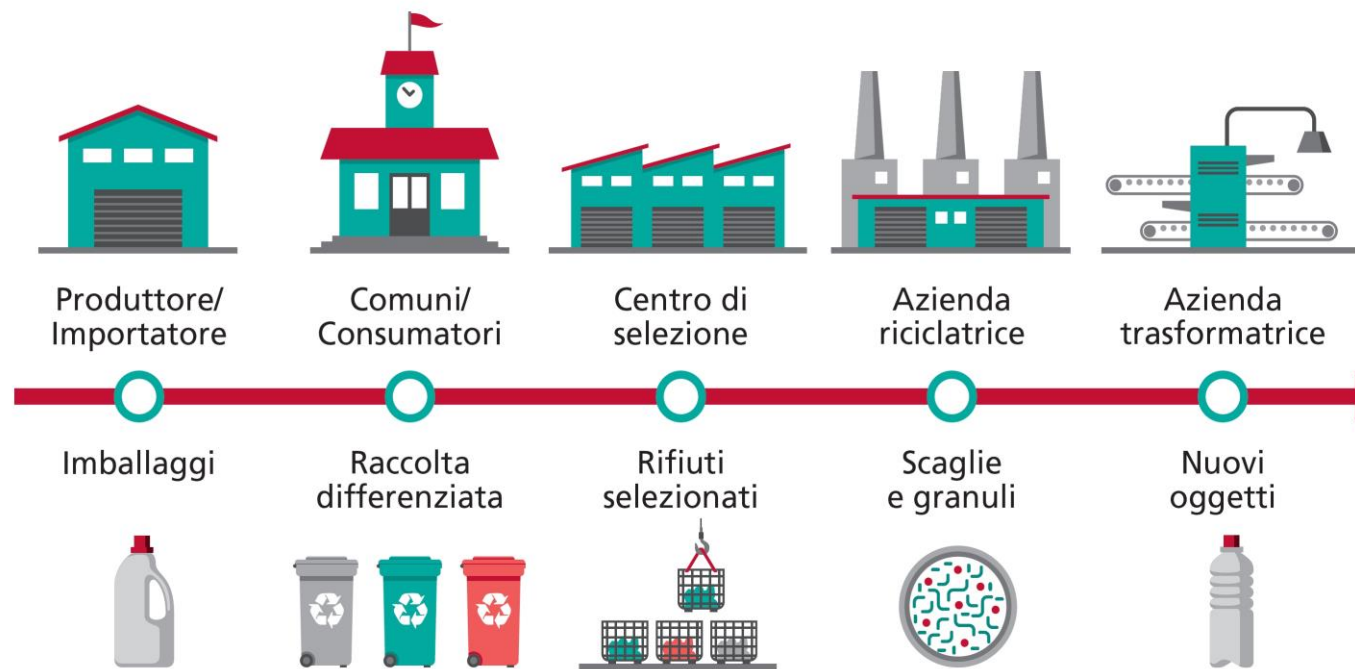 Produttore/
Importatore
Comuni/
Consumatori
Centro di
selezione
Azienda
riciclatrice
Azienda
trasformatrice
Imballaggi
Raccolta
differenziata
Rifiuti
selezionati
Scaglie
e granuli
Nuovi
oggetti